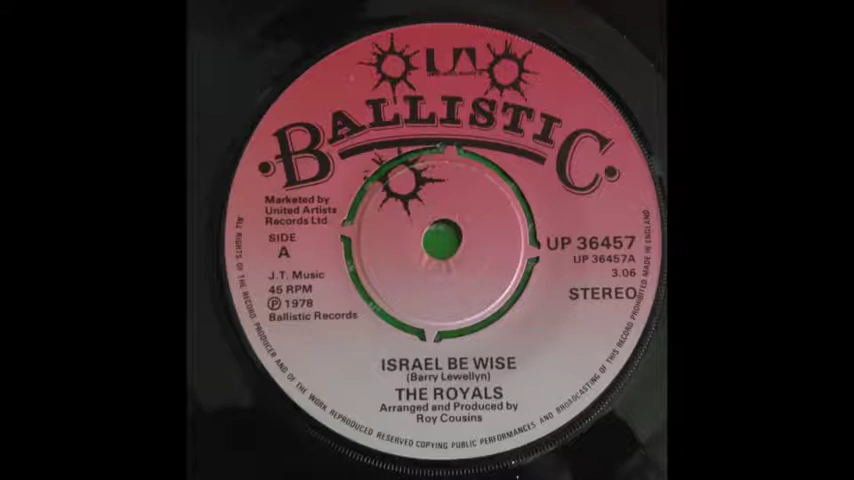 UA
BALLISTIC
Marketed by
United Artists
Records Ltd.
SIDE
A
J.T. Music
45 RPM
Ⓟ 1978
Ballistic Records
UP 36457
UP 36457A
3.06
STEREO
ISRAEL BE WISE
(Barry Lewellyn)
THE ROYALS
Arranged and Produced by
Roy Cousins
ALL RIGHTS OF THE RECORD PRODUCER AND OF THE WORK REPRODUCED RESERVED COPYING PUBLIC PERFORMANCES AND BROADCASTING OF THIS RECORD PROHIBITED MADE IN ENGLAND